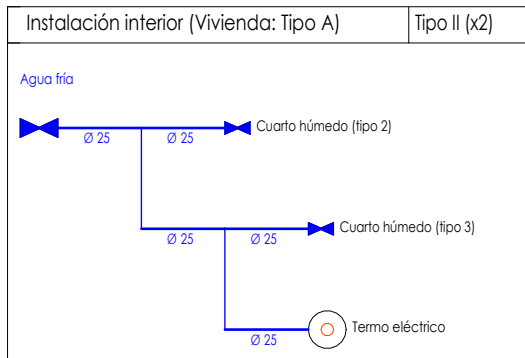 Instalación interior (Vivienda: Tipo A) Tipo II (x2)
Agua fría
Cuarto húmedo (tipo 2)
Ø 25 Ø 25
Cuarto húmedo (tipo 3)
Ø 25 Ø 25
Termo eléctrico
Ø 25